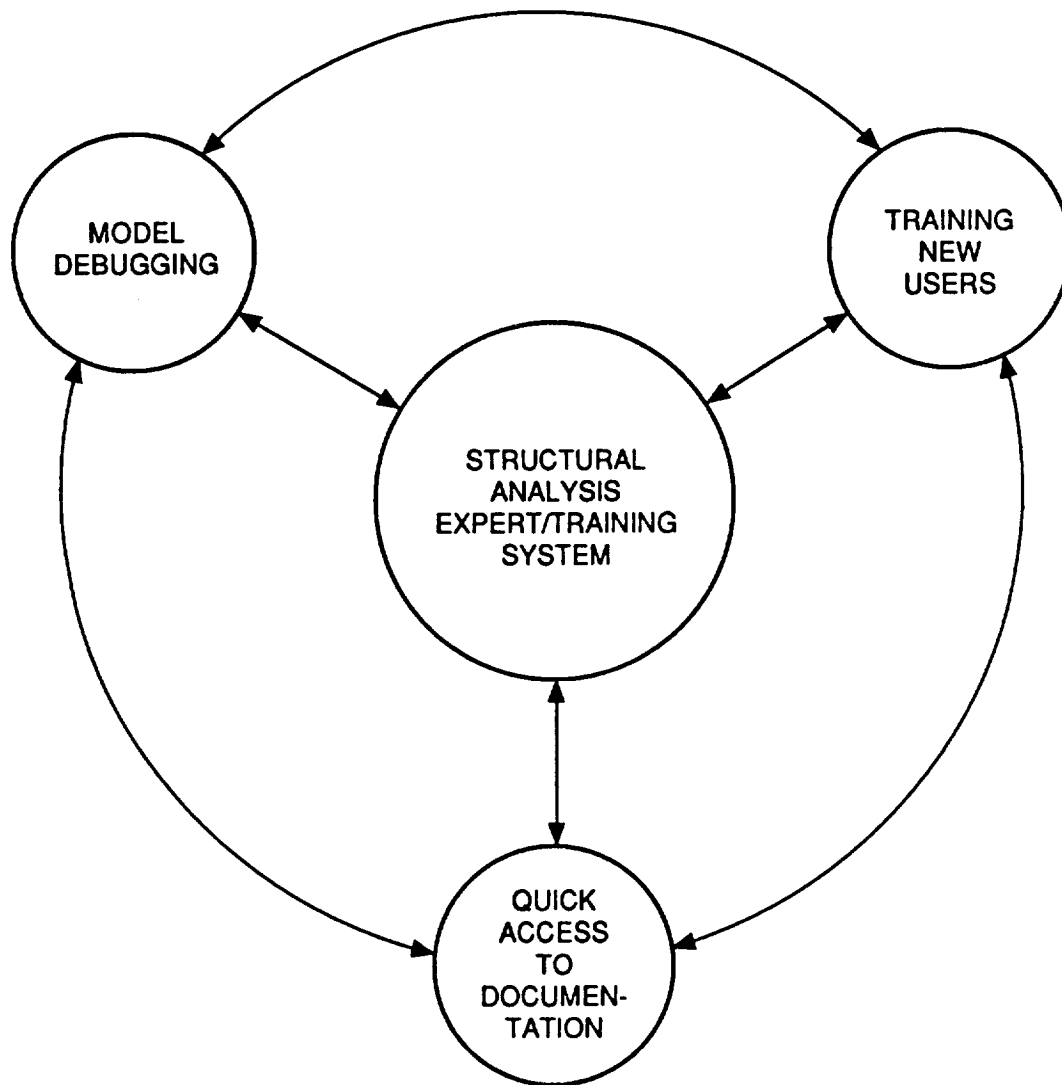 MODEL
DEBUGGING
TRAINING
NEW
USERS
STRUCTURAL
ANALYSIS
EXPERT/TRAINING
SYSTEM
QUICK
ACCESS
TO
DOCUMEN-
TATION